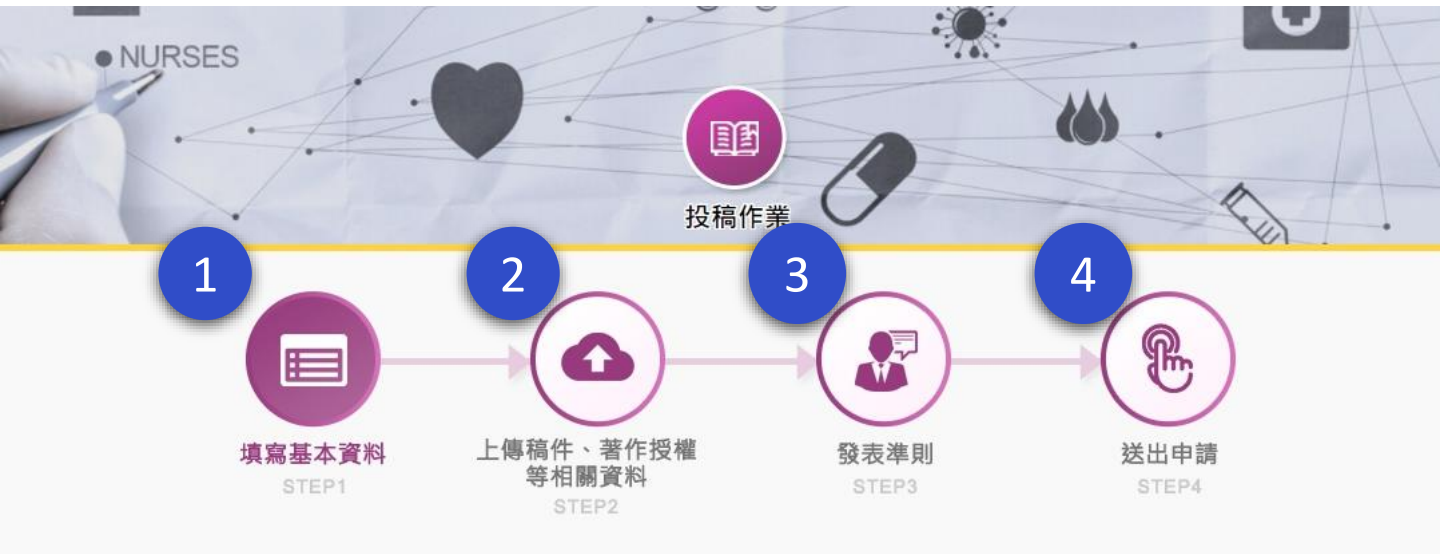 NURSES
投稿作業
1
2
3
4
填寫基本資料
STEP1
上傳稿件、著作授權
等相關資料
STEP2
發表準則
STEP3
送出申請
STEP4